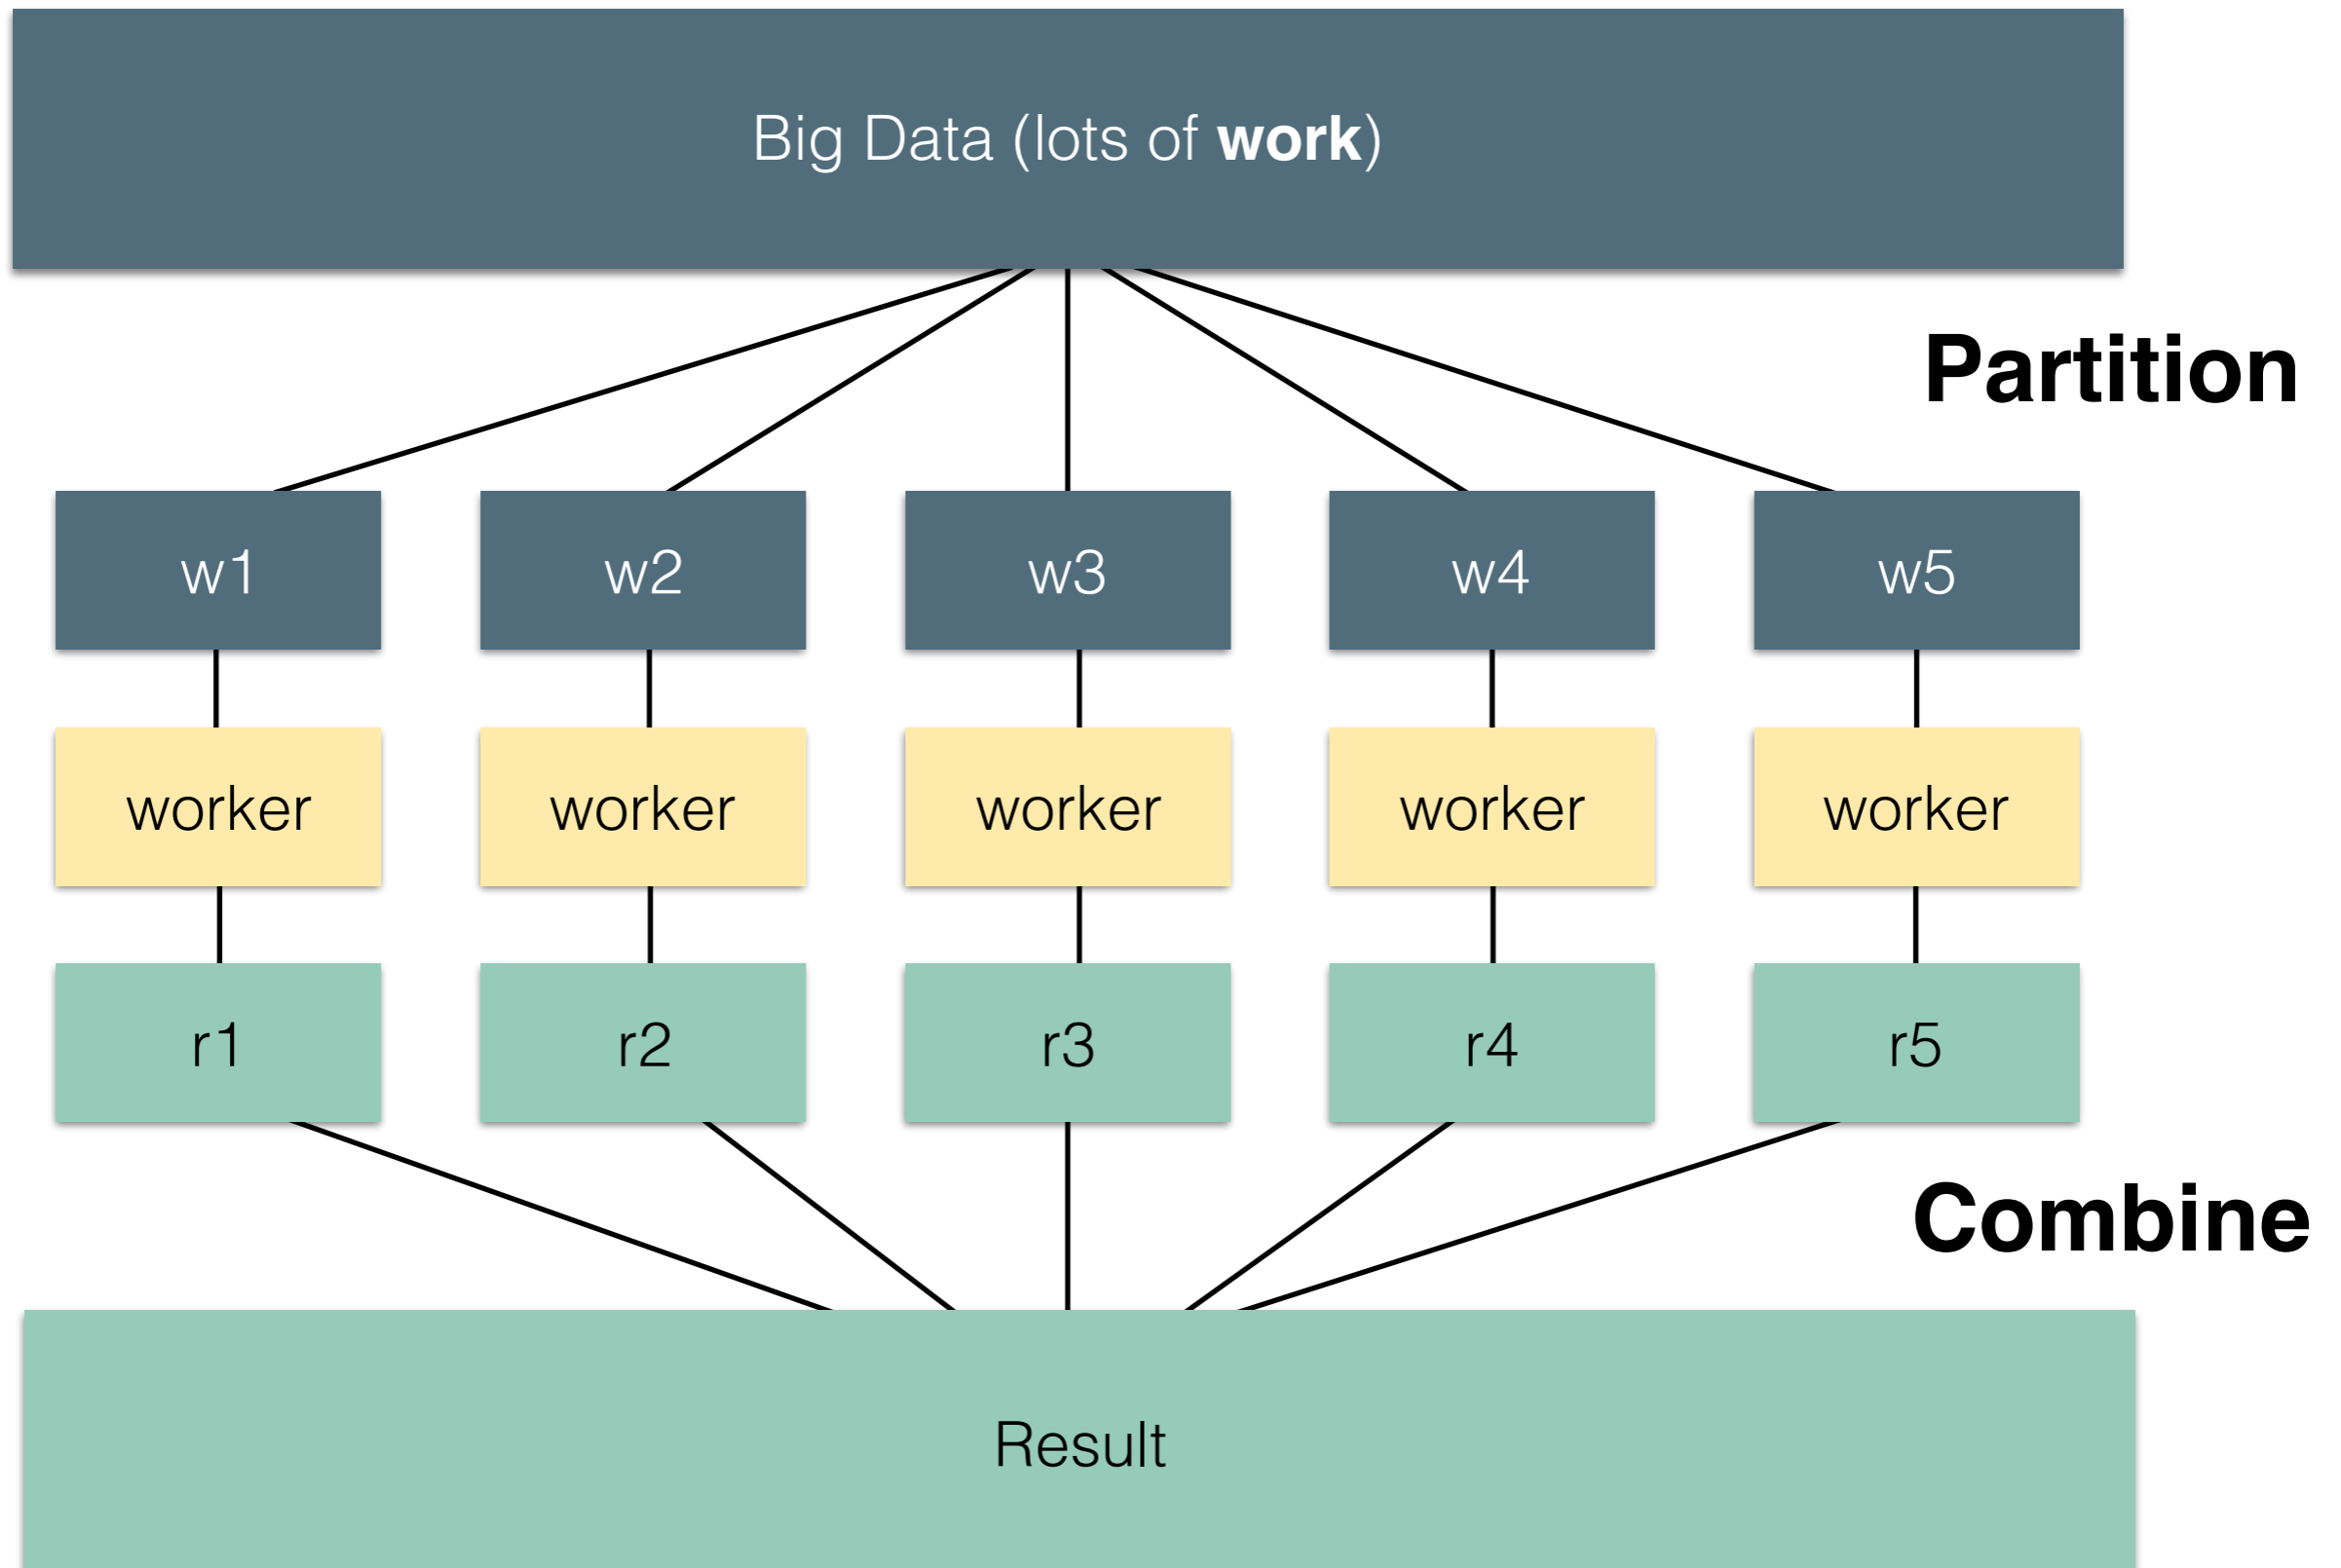 Big Data (lots of work)
Partition
w1
w2
w3
w4
w5
worker
worker
worker
worker
worker
r1
r2
r3
r4
r5
Combine
Result